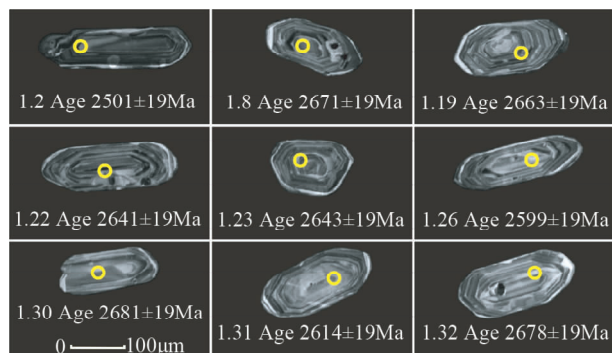 1.2 Age 2501±19Ma
1.8 Age 2671±19Ma
1.19 Age 2663±19Ma
1.22 Age 2641±19Ma
1.23 Age 2643±19Ma
1.26 Age 2599±19Ma
1.30 Age 2681±19Ma
1.31 Age 2614±19Ma
1.32 Age 2678±19Ma
0 100μm